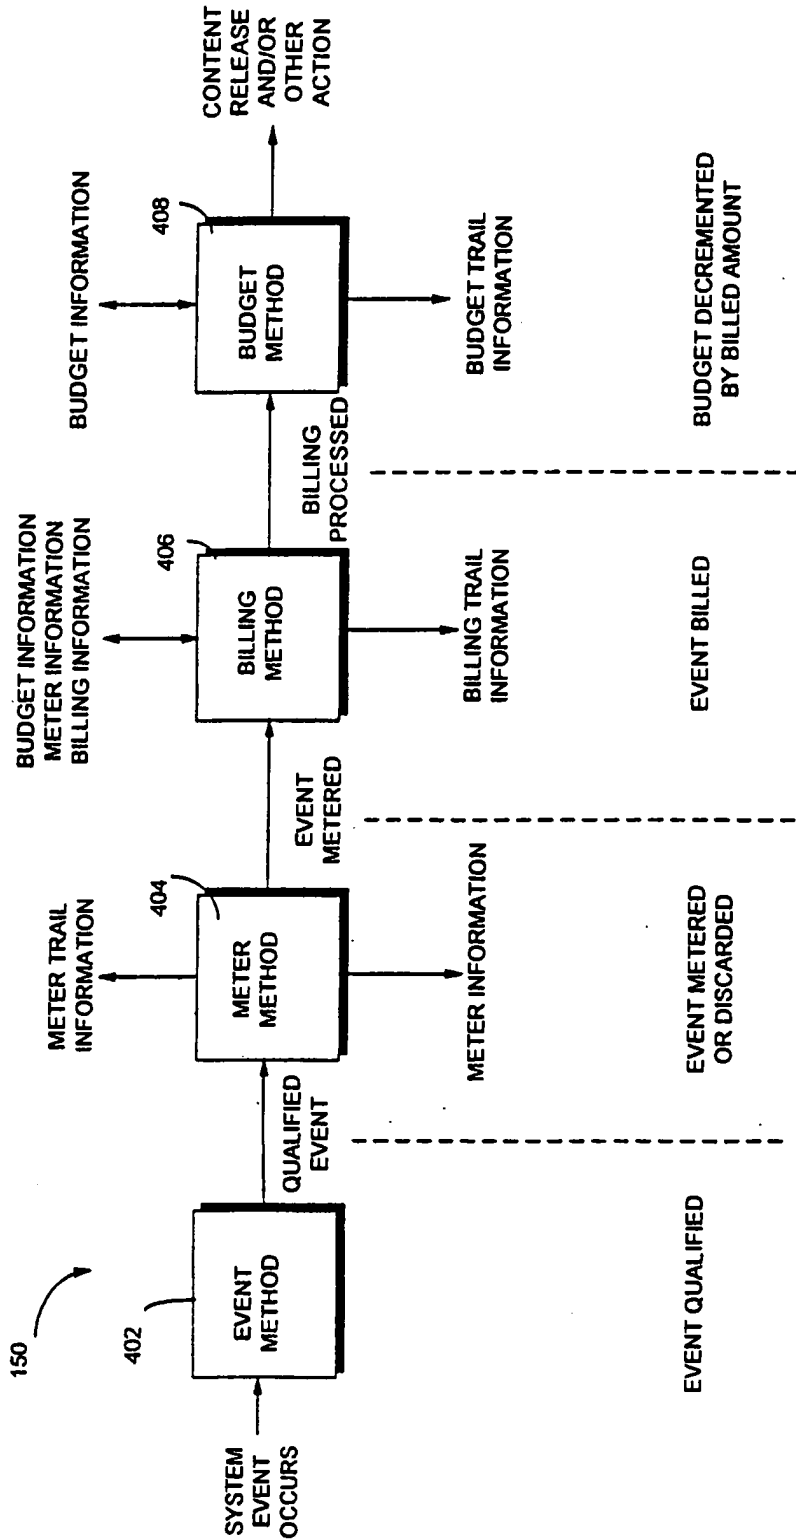 150
402
SYSTEM
EVENT
OCCURS
EVENT
METHOD
QUALIFIED
EVENT
EVENT QUALIFIED
METER TRAIL
INFORMATION
404
METER
METHOD
EVENT
METERED
METER INFORMATION
EVENT METERED
OR DISCARDED
BUDGET INFORMATION
METER INFORMATION
BILLING INFORMATION
406
BILLING
METHOD
BILLING
PROCESSED
BILLING TRAIL
INFORMATION
EVENT BILLED
BUDGET INFORMATION
408
BUDGET
METHOD
CONTENT
RELEASE
AND/OR
OTHER
ACTION
BUDGET TRAIL
INFORMATION
BUDGET DECREMENTED
BY BILLED AMOUNT